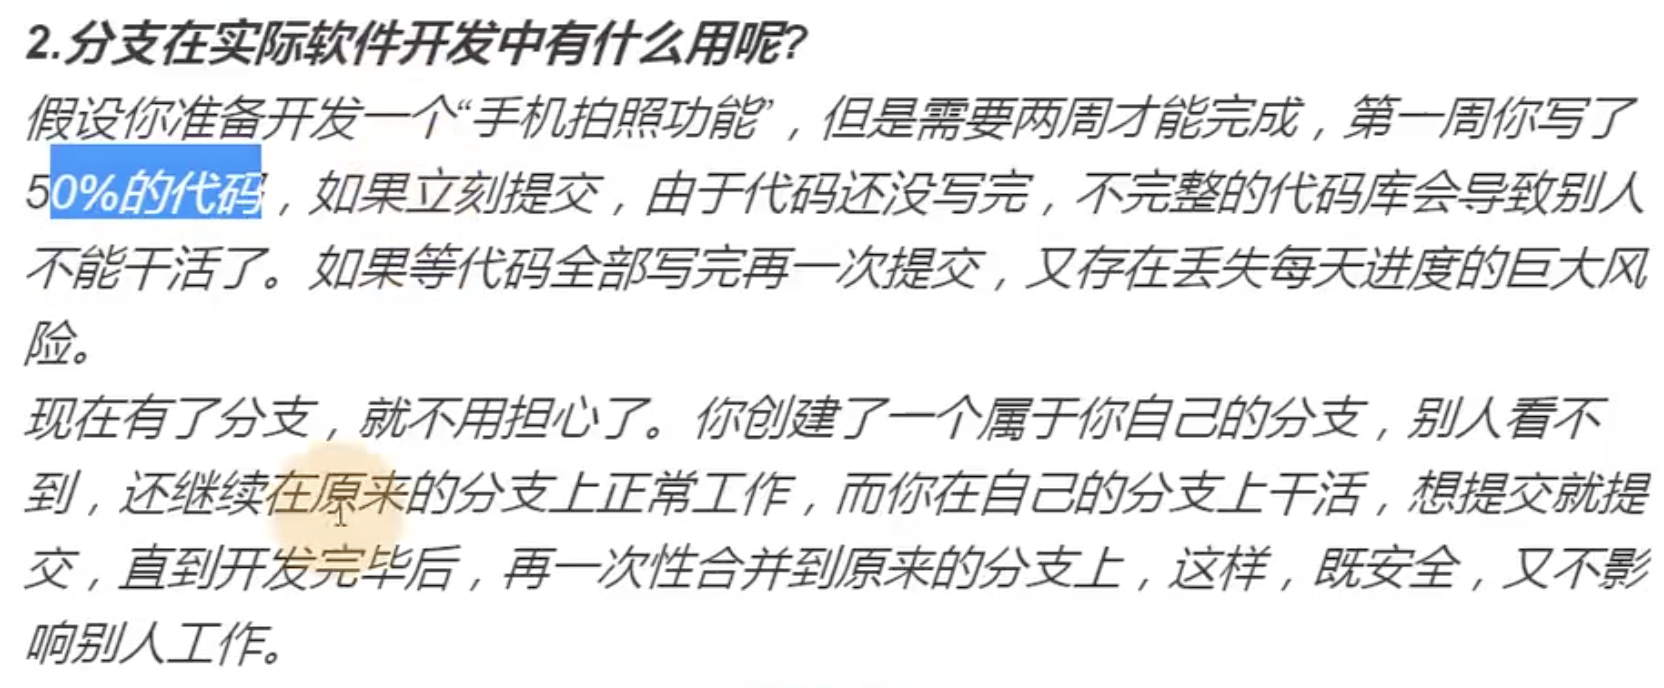 2.分支在实际软件开发中有什么用呢?
假设你准备开发一个“手机拍照功能”，但是需要两周才能完成，第一周你写了
50%的代码，如果立刻提交，由于代码还没写完，不完整的代码库会导致别人
不能干活了。如果等代码全部写完再一次提交，又存在丢失每天进度的巨大风
险。
现在有了分支，就不用担心了。你创建了一个属于你自己的分支，别人看不
到，还继续在原来的分支上正常工作，而你在自己的分支上干活，想提交就提
交，直到开发完毕后，再一次性合并到原来的分支上，这样，既安全，又不影
响别人工作。